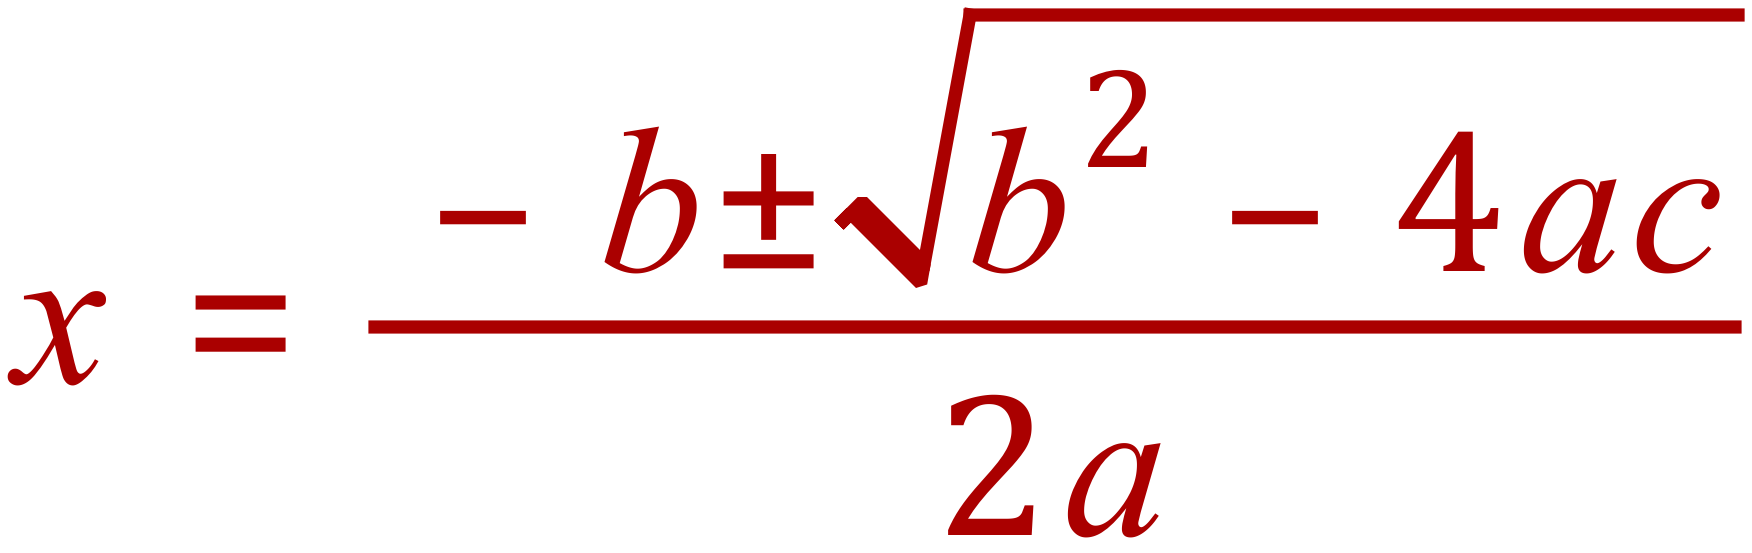 x = (-b ± √(b² - 4ac)) / 2a